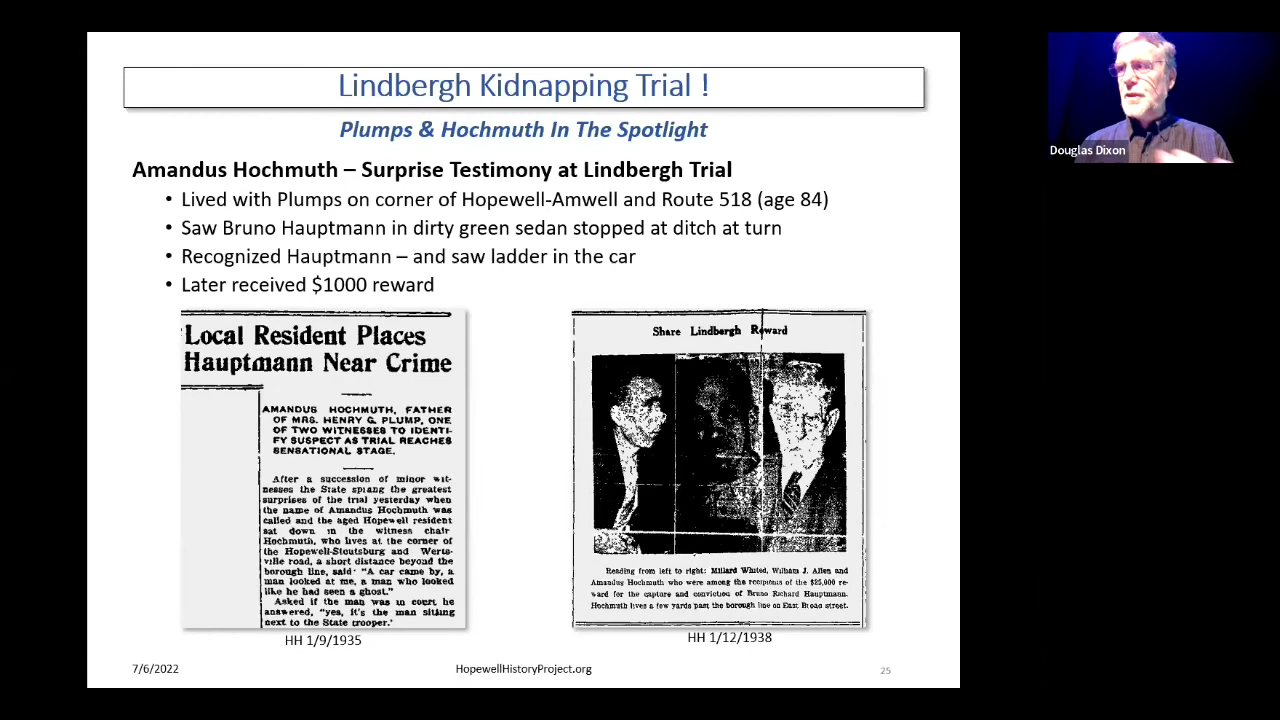 Lindbergh Kidnapping Trial !
Plumps & Hochmuth In The Spotlight
Douglas Dixon
Amandus Hochmuth – Surprise Testimony at Lindbergh Trial
• Lived with Plumps on corner of Hopewell-Amwell and Route 518 (age 84)
• Saw Bruno Hauptmann in dirty green sedan stopped at ditch at turn
• Recognized Hauptmann – and saw ladder in the car
• Later received $1000 reward
Local Resident Places
Hauptmann Near Crime
AMANDUS HOCHMUTH, FATHER
OF MRS. HENRY G. PLUMP, ONE
OF TWO WITNESSES TO IDENTI-
FY SUSPECT AS TRIAL REACHES
SENSATIONAL STAGE.
After a succession of minor wit-
nesses the State sprang the greatest
surprises of the trial yesterday when
the name of Amandus Hochmuth was
called and the aged Hopewell resident
sat down in the witness chair
Hochmuth, who lives at the corner of
the Hopewell-Stoutsburg and Werts-
ville road, a short distance beyond the
borough line, said· "A car came by, a
man looked at me, a man who looked
like he had seen a ghost."
Asked if the man was in court he
answered, "yes, it's the man sitting
next to the State trooper.'
HH 1/9/1935
Share Lindbergh Reward
Reading from left to right: Millard Whited, William J. Allen and
Amandus Hochmuth who were among the recipients of the $25,000 re-
ward for the capture and conviction of Bruno Richard Hauptmann.
Hochmuth lives a few yards past the borough line on East Broad street.
HH 1/12/1938
7/6/2022
HopewellHistoryProject.org
25